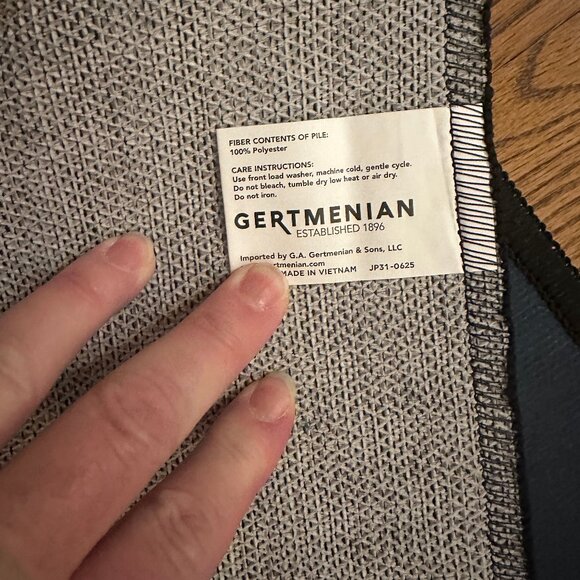 FIBER CONTENTS OF PILE:
100% Polyester
CARE INSTRUCTIONS:
Use front load washer, machine cold, gentle cycle.
Do not bleach, tumble dry low heat or air dry.
Do not iron.
GERTMENIAN
ESTABLISHED 1896
Imported by G.A. Gertmenian & Sons, LLC
rtmenian.com
MADE IN VIETNAM JP31-0625